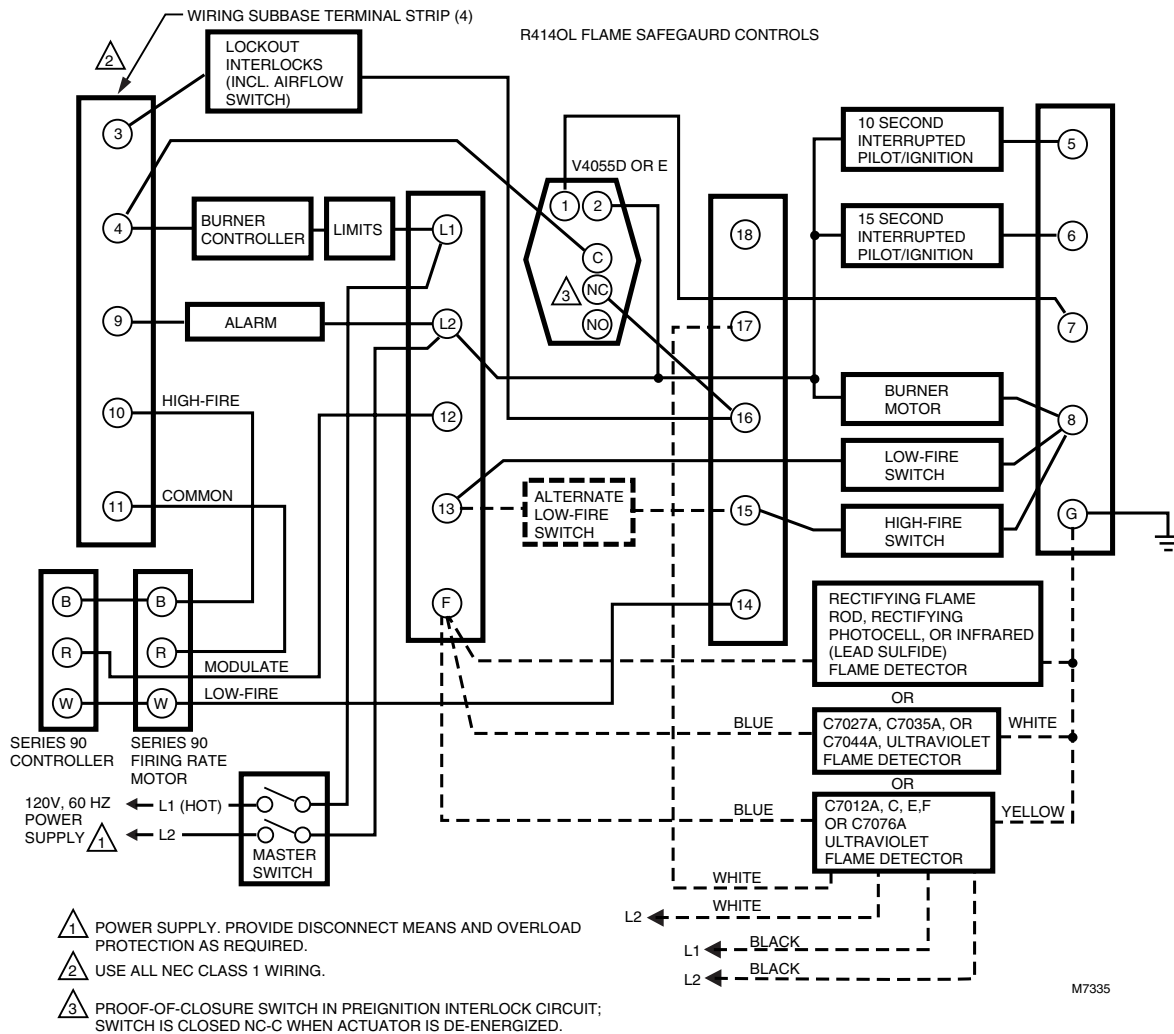 WIRING SUBBASE TERMINAL STRIP (4)
R414OL FLAME SAFEGAURD CONTROLS
2
LOCKOUT
INTERLOCKS
(INCL. AIRFLOW
SWITCH)
3
4
9
10
11
BURNER
CONTROLLER
LIMITS
ALARM
HIGH-FIRE
COMMON
L1
L2
12
13
F
V4055D OR E
1
2
C
NC
NO
3
18
17
16
15
14
ALTERNATE
LOW-FIRE
SWITCH
10 SECOND
INTERRUPTED
PILOT/IGNITION
15 SECOND
INTERRUPTED
PILOT/IGNITION
BURNER
MOTOR
LOW-FIRE
SWITCH
HIGH-FIRE
SWITCH
5
6
7
8
G
B
R
W
B
R
W
MODULATE
LOW-FIRE
SERIES 90
CONTROLLER
SERIES 90
FIRING RATE
MOTOR
RECTIFYING FLAME
ROD, RECTIFYING
PHOTOCELL, OR INFRARED
(LEAD SULFIDE)
FLAME DETECTOR
OR
BLUE
C7027A, C7035A, OR
C7044A, ULTRAVIOLET
FLAME DETECTOR
WHITE
OR
BLUE
C7012A, C, E,F
OR C7076A
ULTRAVIOLET
FLAME DETECTOR
YELLOW
120V, 60 HZ
POWER
SUPPLY
1
L1 (HOT)
L2
MASTER
SWITCH
WHITE
L2
WHITE
L1
BLACK
L2
BLACK
1 POWER SUPPLY. PROVIDE DISCONNECT MEANS AND OVERLOAD
PROTECTION AS REQUIRED.
2 USE ALL NEC CLASS 1 WIRING.
3 PROOF-OF-CLOSURE SWITCH IN PREIGNITION INTERLOCK CIRCUIT;
SWITCH IS CLOSED NC-C WHEN ACTUATOR IS DE-ENERGIZED.
M7335